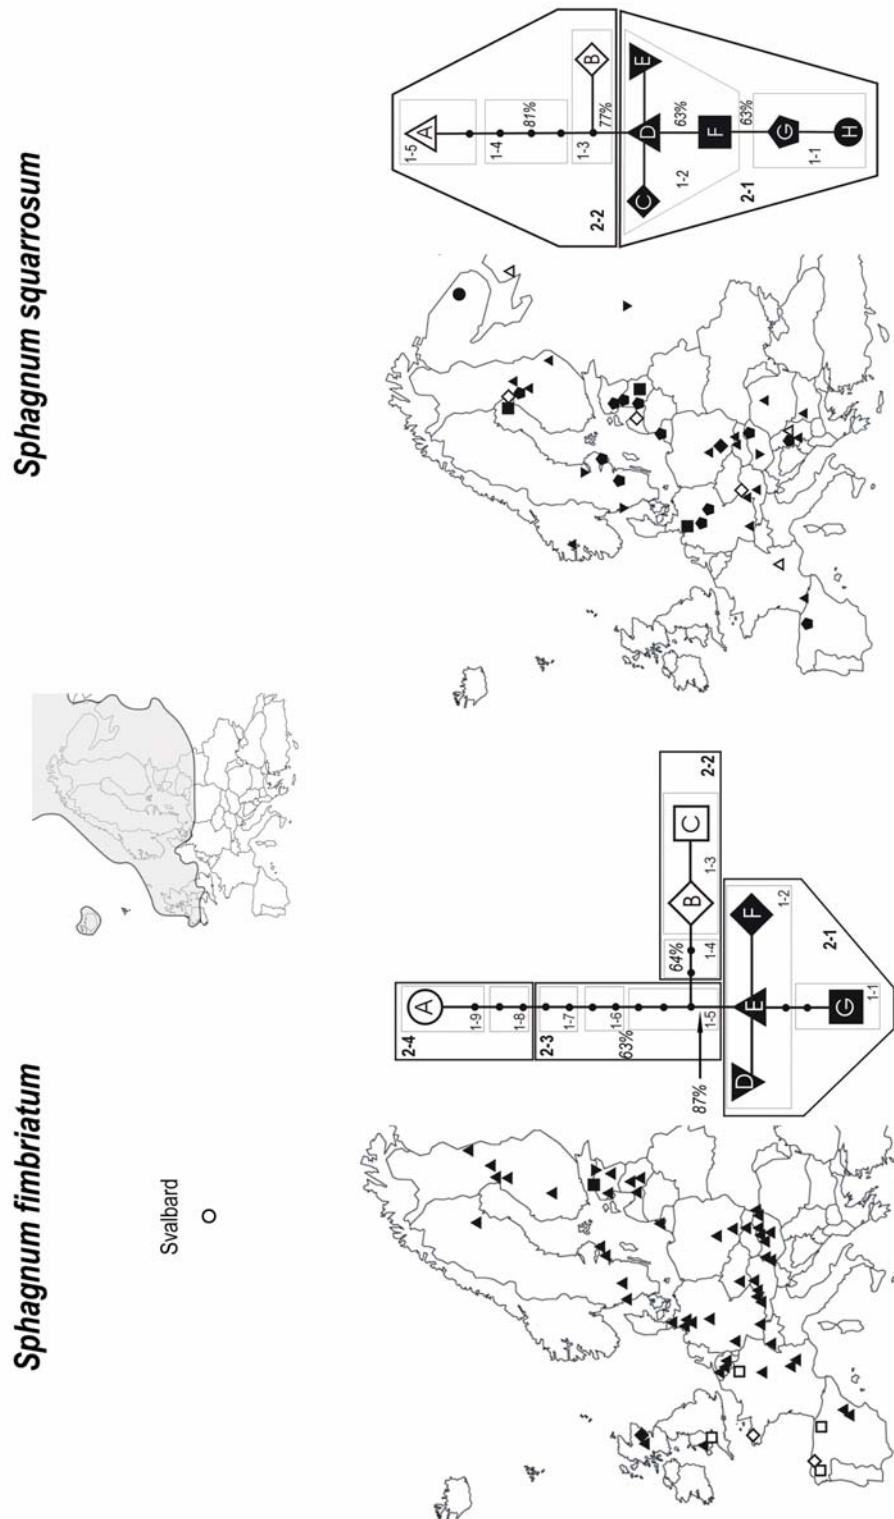 Sphagnum fimbriatum
Sphagnum squarrosum
Svalbard
2-4
A
1-9
1-8
2-3
1-7
1-6
63%
64%
B
C
2-2
1-4
1-3
1-5
87%
D
E
F
1-2
2-1
G
1-1
1-5
A
1-4
81%
1-3
B
77%
2-2
C
D
E
1-2
63%
F
63%
2-1
G
1-1
H